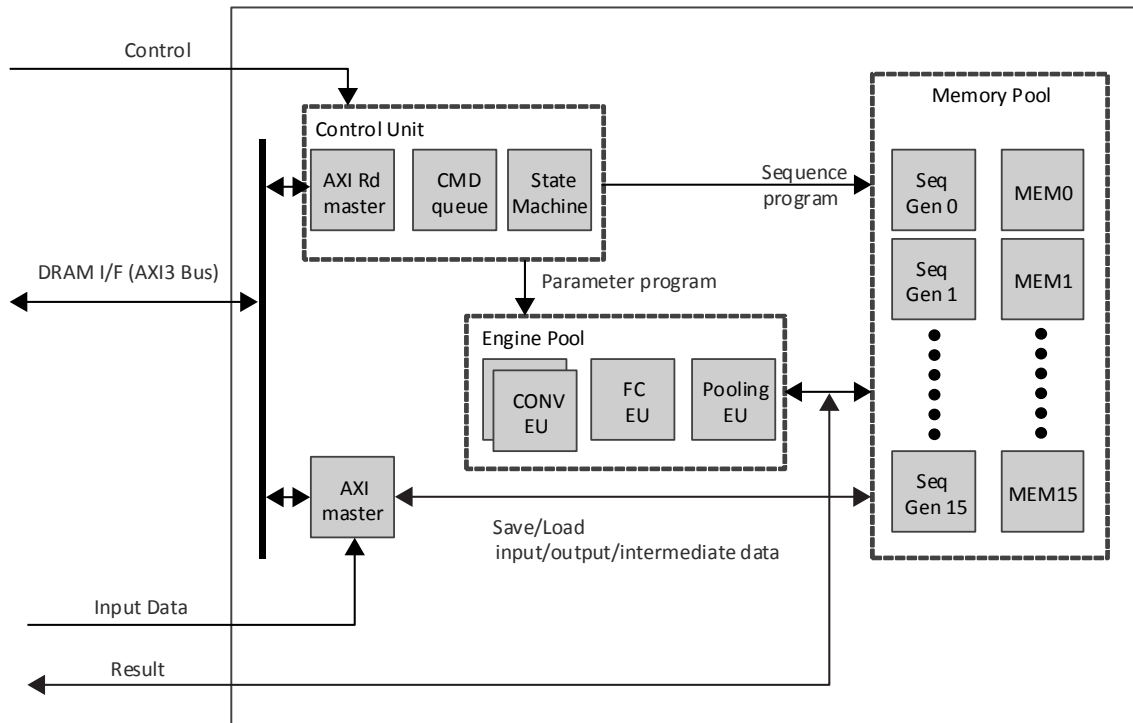 Control
Control Unit
AXI Rd
master
CMD
queue
State
Machine
Sequence
program
Memory Pool
Seq
Gen 0
MEM0
Seq
Gen 1
MEM1
DRAM I/F (AXI3 Bus)
Parameter program
Engine Pool
CONV
EU
FC
EU
Pooling
EU
Seq
Gen 15
MEM15
AXI
master
Save/Load
input/output/intermediate data
Input Data
Result